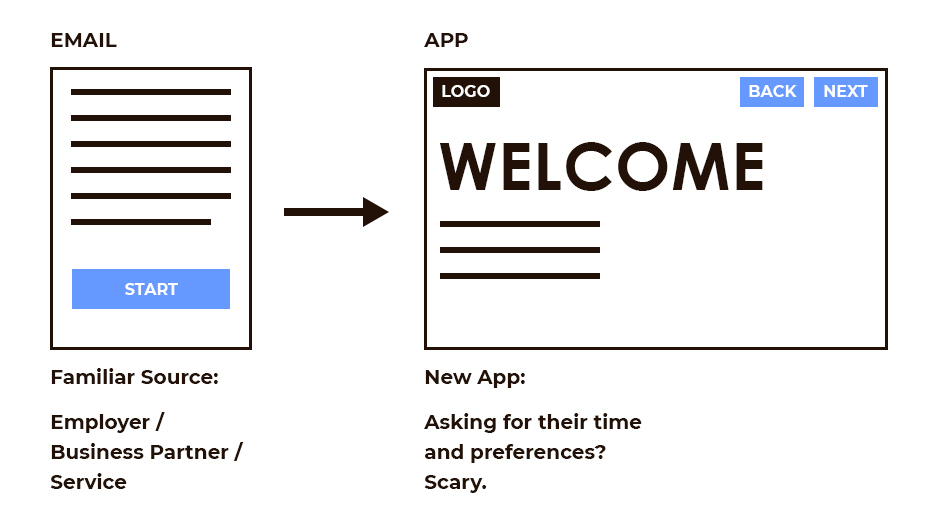 EMAIL
START
Familiar Source:
Employer /
Business Partner /
Service
APP
LOGO
BACK
NEXT
WELCOME
New App:
Asking for their time
and preferences?
Scary.